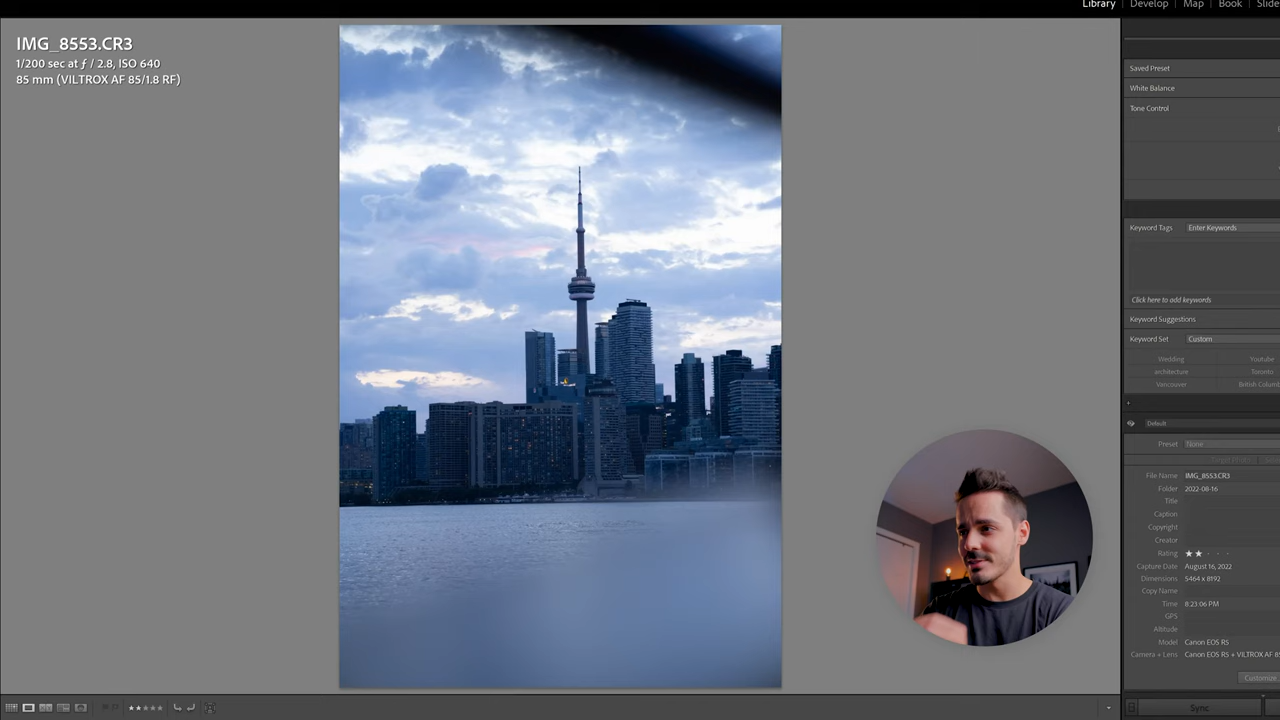 Library | Develop | Map | Book | Slide
IMG_8553.CR3
1/200 sec at ƒ / 2.8, ISO 640
85 mm (VILTROX AF 85/1.8 RF)
Saved Preset
White Balance
Tone Control
Keyword Tags Enter Keywords
Click here to add keywords
Keyword Suggestions
Keyword Set Custom
Wedding Youtube
architecture Toronto
Vancouver British Colum
Default
Preset None
File Name IMG_8553.CR3
Folder 2022-08-16
Title
Caption
Copyright
Creator
Rating ★ ★ · · ·
Capture Date August 16, 2022
Dimensions 5464 x 8192
Copy Name
Time 8:23:06 PM
GPS
Altitude
Model Canon EOS R5
Camera + Lens Canon EOS R5 + VILTROX AF 85
Customize...
Sync